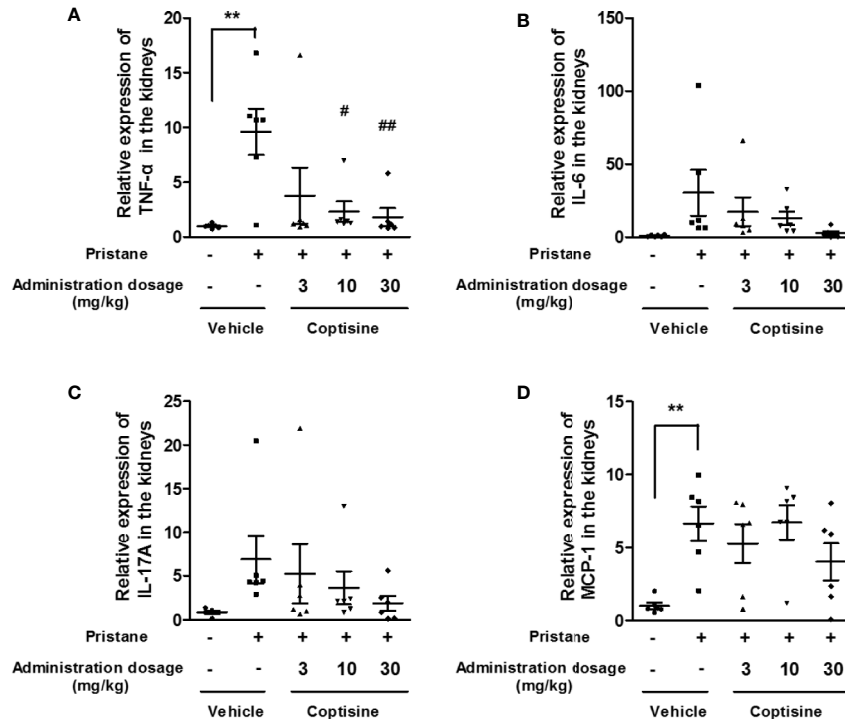 A
Relative expression of
TNF-α in the kidneys
20
15
10
5
0
**
#
##
Pristane - + + + +
Administration dosage - - 3 10 30
(mg/kg)
Vehicle Coptisine
B
Relative expression of
IL-6 in the kidneys
150
100
50
0
Pristane - + + + +
Administration dosage - - 3 10 30
(mg/kg)
Vehicle Coptisine
C
Relative expression of
IL-17A in the kidneys
25
20
15
10
5
0
Pristane - + + + +
Administration dosage - - 3 10 30
(mg/kg)
Vehicle Coptisine
D
Relative expression of
MCP-1 in the kidneys
15
10
5
0
**
Pristane - + + + +
Administration dosage - - 3 10 30
(mg/kg)
Vehicle Coptisine